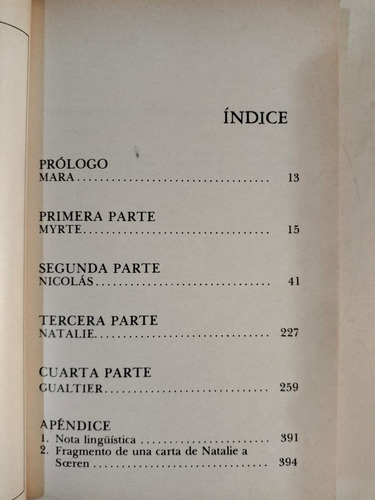 ÍNDICE
PRÓLOGO
MARA........................... 13
PRIMERA PARTE
MYRTE.......................... 15
SEGUNDA PARTE
NICOLÁS........................ 41
TERCERA PARTE
NATALIE........................ 227
CUARTA PARTE
GUALTIER....................... 259
APÉNDICE
1. Nota lingüística................. 391
2. Fragmento de una carta de Natalie a
Sœren......................... 394